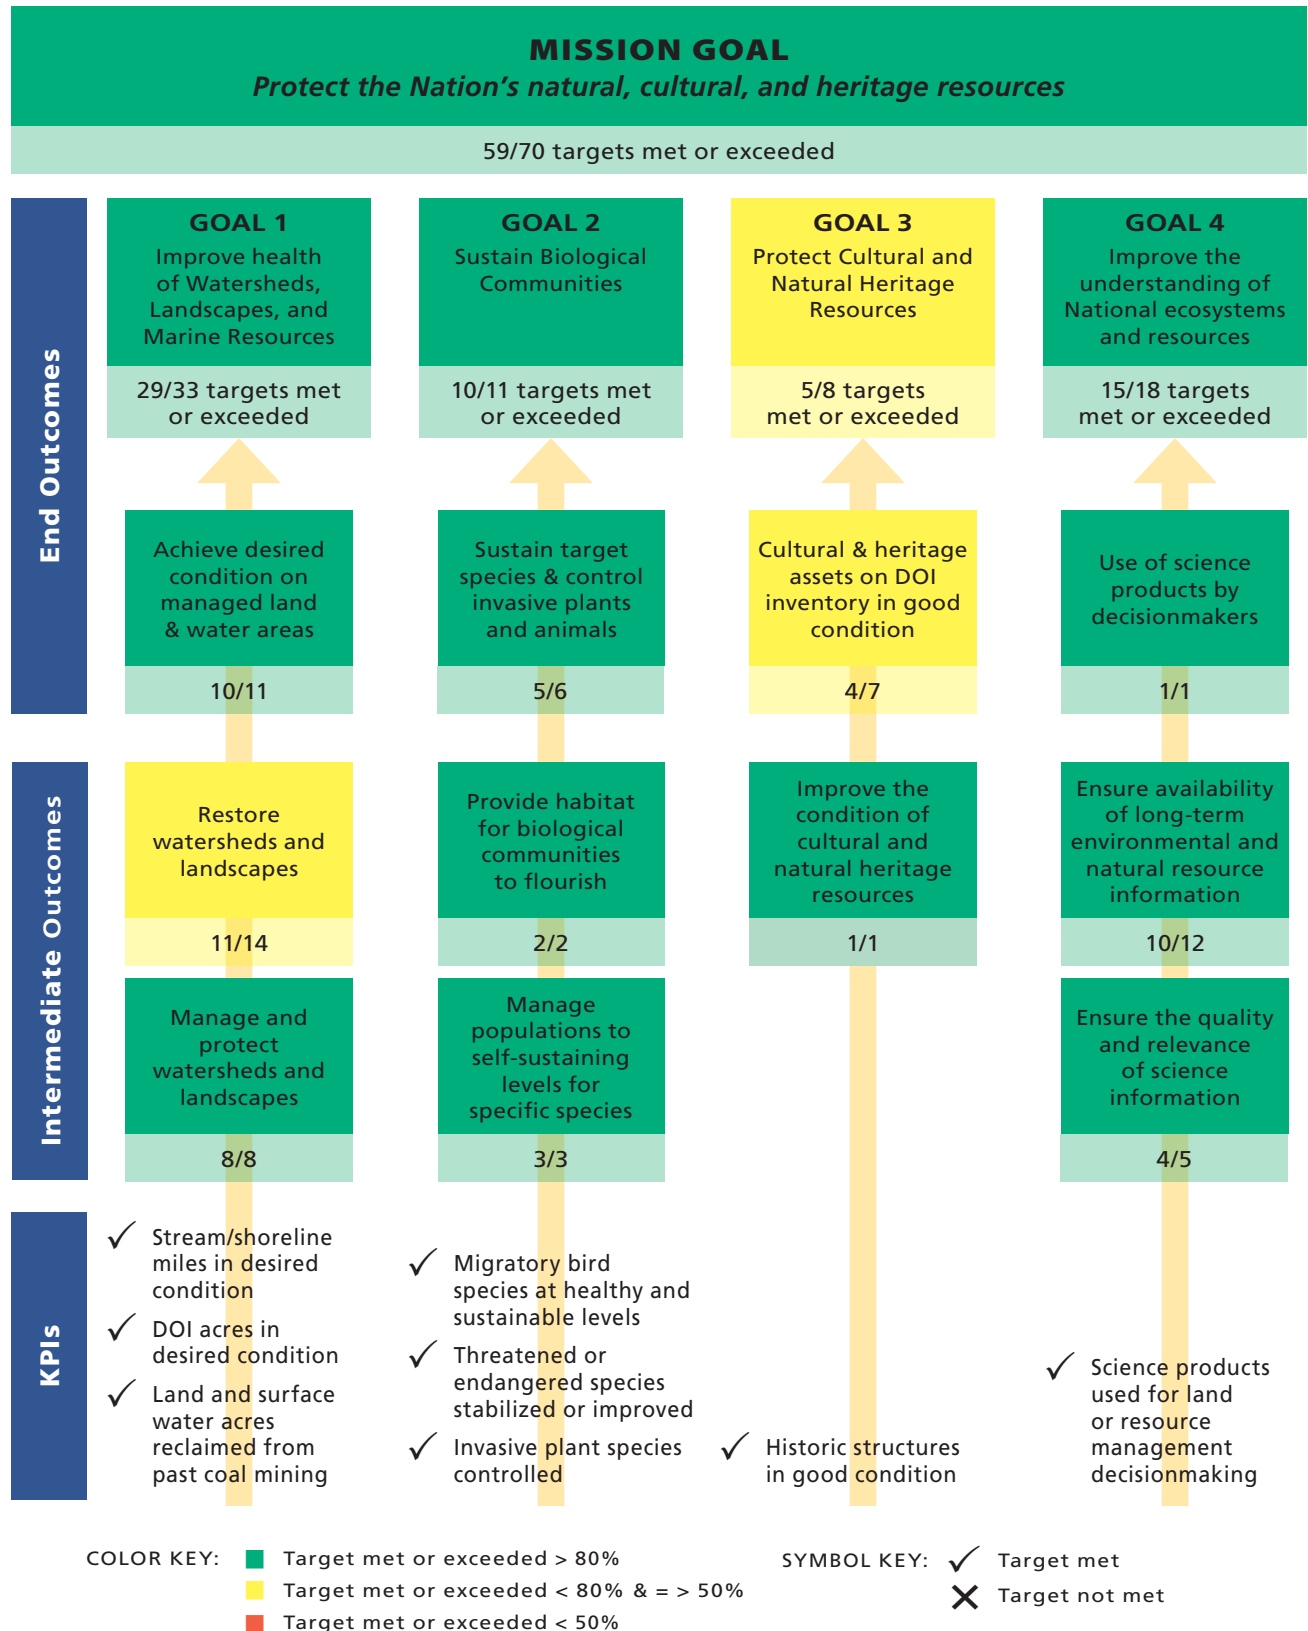 MISSION GOAL
Protect the Nation's natural, cultural, and heritage resources
59/70 targets met or exceeded
End Outcomes
GOAL 1
Improve health
of Watersheds,
Landscapes, and
Marine Resources
29/33 targets met
or exceeded
GOAL 2
Sustain Biological
Communities
10/11 targets met
or exceeded
GOAL 3
Protect Cultural and
Natural Heritage
Resources
5/8 targets
met or exceeded
GOAL 4
Improve the
understanding of
National ecosystems
and resources
15/18 targets
met or exceeded
Achieve desired
condition on
managed land
& water areas
10/11
Sustain target
species & control
invasive plants
and animals
5/6
Cultural & heritage
assets on DOI
inventory in good
condition
4/7
Use of science
products by
decisionmakers
1/1
Intermediate Outcomes
Restore
watersheds and
landscapes
11/14
Provide habitat
for biological
communities
to flourish
2/2
Improve the
condition of
cultural and
natural heritage
resources
1/1
Ensure availability
of long-term
environmental and
natural resource
information
10/12
Manage and
protect
watersheds and
landscapes
8/8
Manage
populations to
self-sustaining
levels for
specific species
3/3
Ensure the quality
and relevance
of science
information
4/5
KPIs
✓ Stream/shoreline
miles in desired
condition
✓ DOI acres in
desired condition
✓ Land and surface
water acres
reclaimed from
past coal mining
✓ Migratory bird
species at healthy and
sustainable levels
✓ Threatened or
endangered species
stabilized or improved
✓ Invasive plant species
controlled
✓ Historic structures
in good condition
✓ Science products
used for land
or resource
management
decisionmaking
COLOR KEY:
Target met or exceeded > 80%
Target met or exceeded < 80% & = > 50%
Target met or exceeded < 50%
SYMBOL KEY:
✓ Target met
✕ Target not met